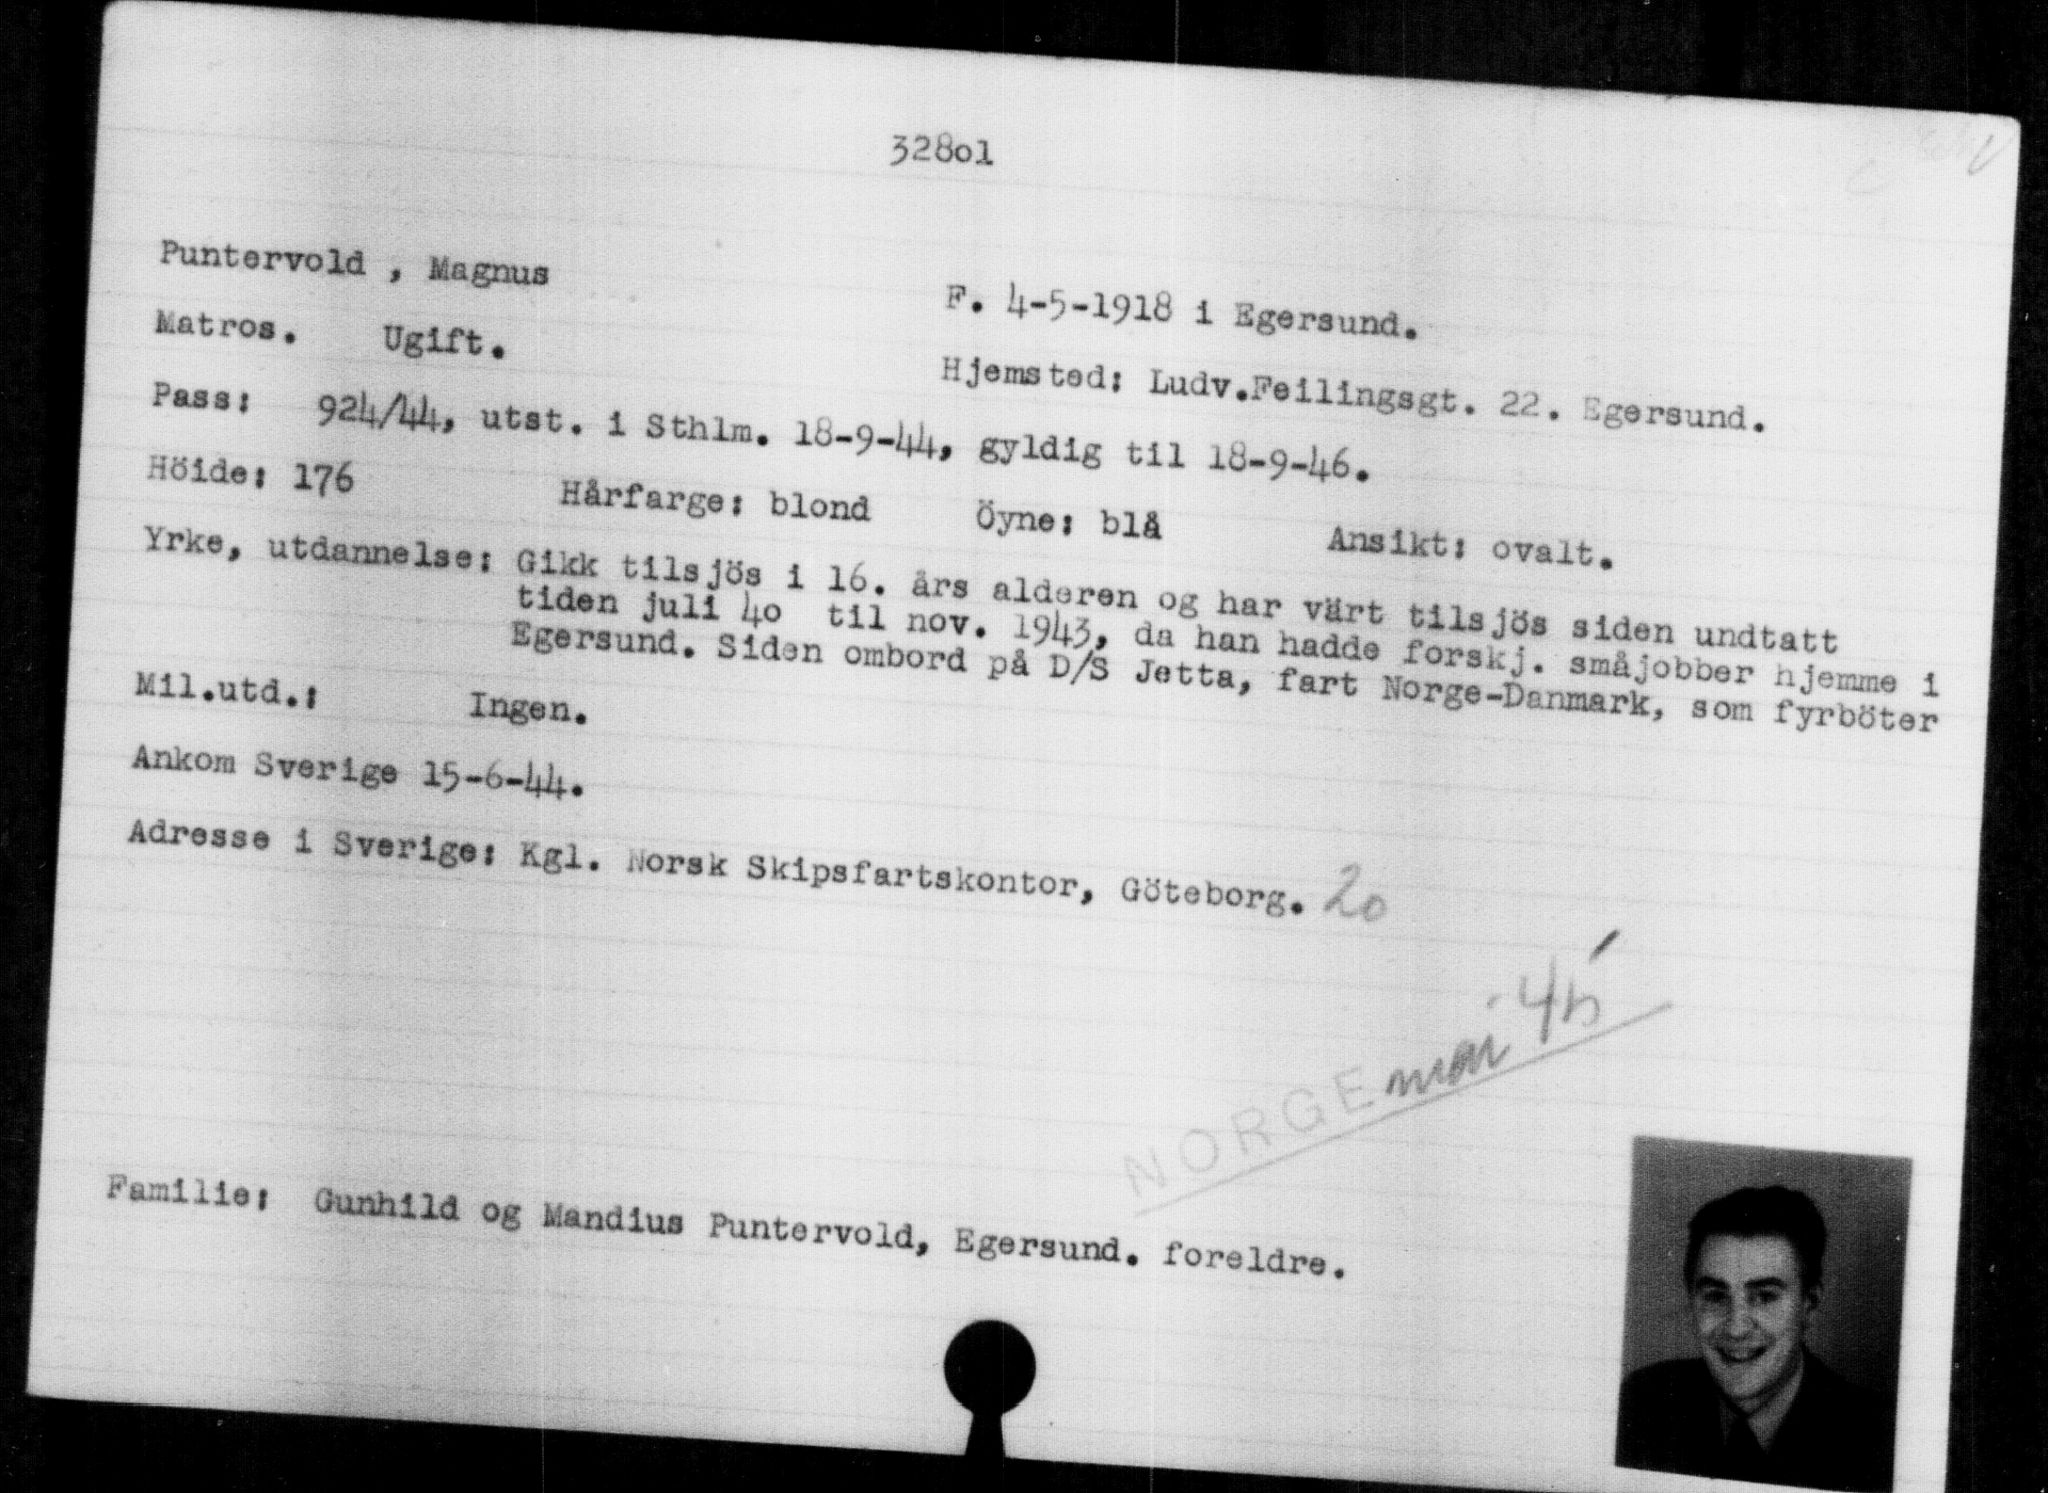 328o1
Puntervold , Magnus
F. 4-5-1918 i Egersund.
Matros. Ugift.
Hjemsted: Ludv.Feilingsgt. 22. Egersund.
Pass: 924/44, utst. i Sthlm. 18-9-44, gyldig til 18-9-46.
Höide: 176 Hårfarge: blond Öyne: blå Ansikt: ovalt.
Yrke, utdannelse: Gikk tilsjös i 16. års alderen og har värt tilsjös siden undtatt
tiden juli 4o til nov. 1943, da han hadde forskj. småjobber hjemme i
Egersund. Siden ombord på D/S Jetta, fart Norge-Danmark, som fyrböter
Mil.utd.: Ingen.
Ankom Sverige 15-6-44.
Adresse i Sverige: Kgl. Norsk Skipsfartskontor, Göteborg. 20
NORGE mai 45
Familie: Gunhild og Mandius Puntervold, Egersund. foreldre.